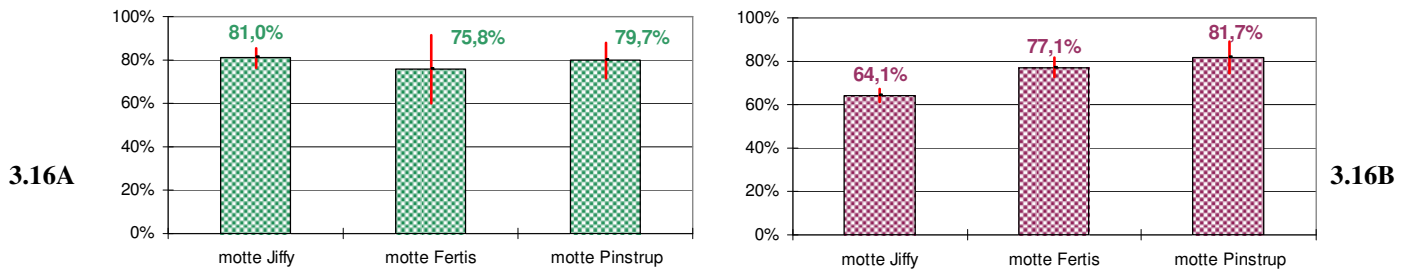 3.16A
100%
80%
60%
40%
20%
0%
81,0%
75,8%
79,7%
motte Jiffy
motte Fertis
motte Pinstrup
100%
80%
60%
40%
20%
0%
64,1%
77,1%
81,7%
motte Jiffy
motte Fertis
motte Pinstrup
3.16B